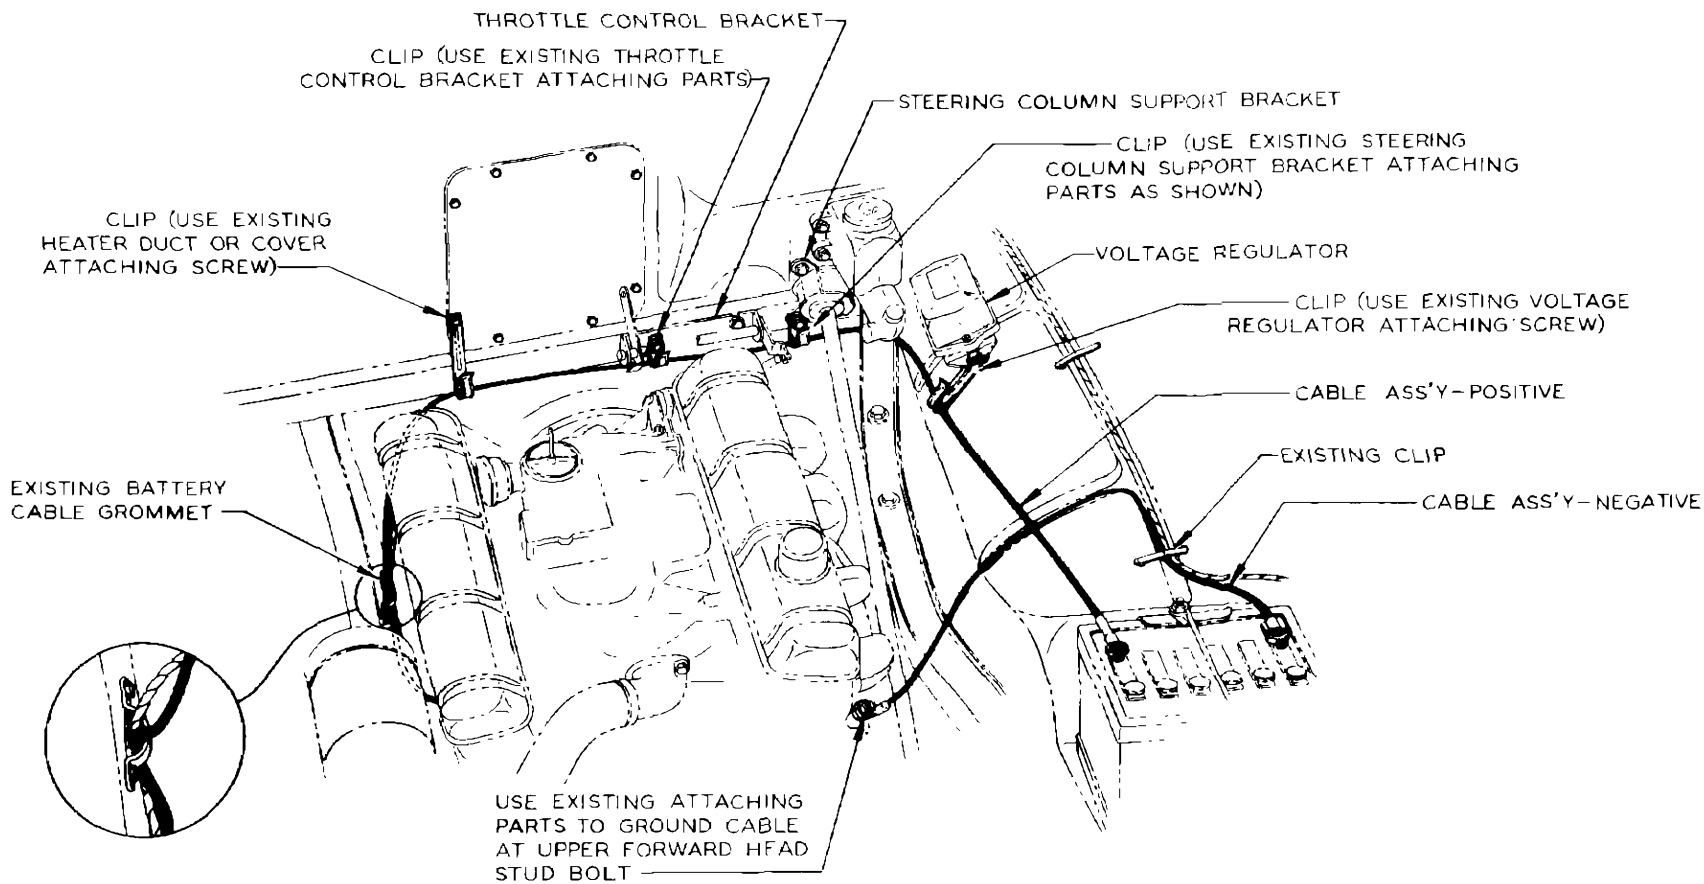 THROTTLE CONTROL BRACKET
CLIP (USE EXISTING THROTTLE
CONTROL BRACKET ATTACHING PARTS)
STEERING COLUMN SUPPORT BRACKET
CLIP (USE EXISTING STEERING
COLUMN SUPPORT BRACKET ATTACHING
PARTS AS SHOWN)
CLIP (USE EXISTING
HEATER DUCT OR COVER
ATTACHING SCREW)
VOLTAGE REGULATOR
CLIP (USE EXISTING VOLTAGE
REGULATOR ATTACHING SCREW)
CABLE ASS'Y-POSITIVE
EXISTING CLIP
EXISTING BATTERY
CABLE GROMMET
CABLE ASS'Y-NEGATIVE
USE EXISTING ATTACHING
PARTS TO GROUND CABLE
AT UPPER FORWARD HEAD
STUD BOLT